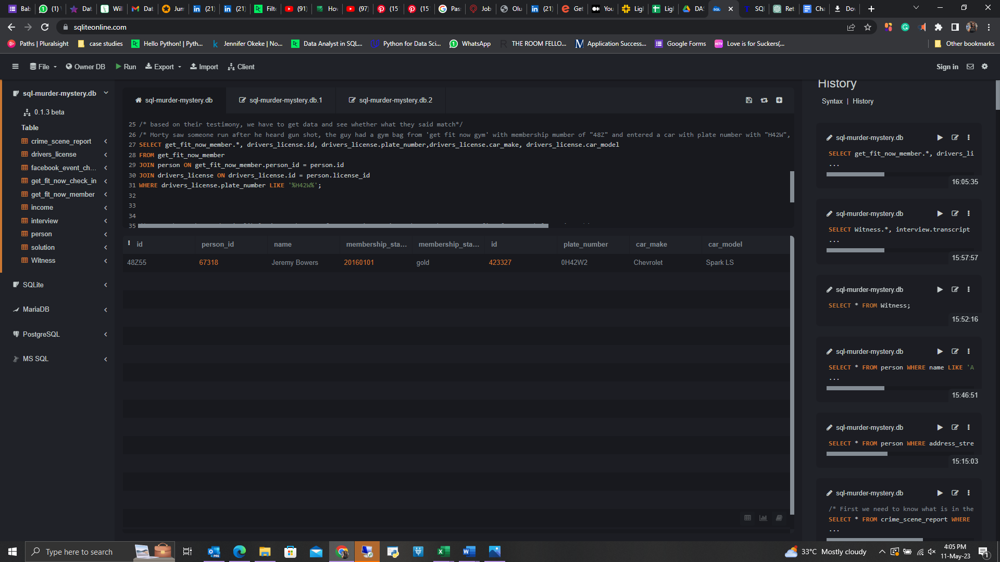 Bab (1) Dat Will Dat Jum (21) (21) Filte (91) Ho (97) (15 (15 Pas Job Olu (21) Get You Ligh Ligh DAS SQL Ret Cha Dov
sqliteonline.com
Paths | Pluralsight case studies Hello Python! | Pyth... Jennifer Okeke | No... Data Analyst in SQL... Python for Data Sci... WhatsApp THE ROOM FELLO... Application Success... Google Forms Love is for Suckers(... Other bookmarks
File Owner DB Run Export Import Client Sign in
sql-murder-mystery.db
0.1.3 beta
Table
crime_scene_report
drivers_license
facebook_event_ch...
get_fit_now_check_in
get_fit_now_member
income
interview
person
solution
Witness
SQLite
MariaDB
PostgreSQL
MS SQL
sql-murder-mystery.db sql-murder-mystery.db.1 sql-murder-mystery.db.2
25 /* based on their testimony, we have to get data and see whether what they said match*/
26 /* Morty saw someone run after he heard gun shot, the guy had a gym bag from 'get fit now gym' with membership mumber of "48Z" and entered a car with plate number with "H42W",
27 SELECT get_fit_now_member.*, drivers_license.id, drivers_license.plate_number,drivers_license.car_make, drivers_license.car_model
28 FROM get_fit_now_member
29 JOIN person ON get_fit_now_member.person_id = person.id
30 JOIN drivers_license ON drivers_license.id = person.license_id
31 WHERE drivers_license.plate_number LIKE '%H42W%';
32
33
34
35
id person_id name membership_sta... membership_sta... id plate_number car_make car_model
48Z55 67318 Jeremy Bowers 20160101 gold 423327 0H42W2 Chevrolet Spark LS
History
Syntax | History
sql-murder-mystery.db
SELECT get_fit_now_member.*, drivers_li
...
16:05:35
sql-murder-mystery.db
SELECT Witness.*, interview.transcript
...
15:57:57
sql-murder-mystery.db
SELECT * FROM Witness;
15:52:16
sql-murder-mystery.db
SELECT * FROM person WHERE name LIKE 'A
...
15:46:51
sql-murder-mystery.db
SELECT * FROM person WHERE address_stre
15:15:03
sql-murder-mystery.db
/* First we need to know what is in the
SELECT * FROM crime_scene_report WHERE
...
Type here to search
33°C Mostly cloudy
4:05 PM
11-May-23
1